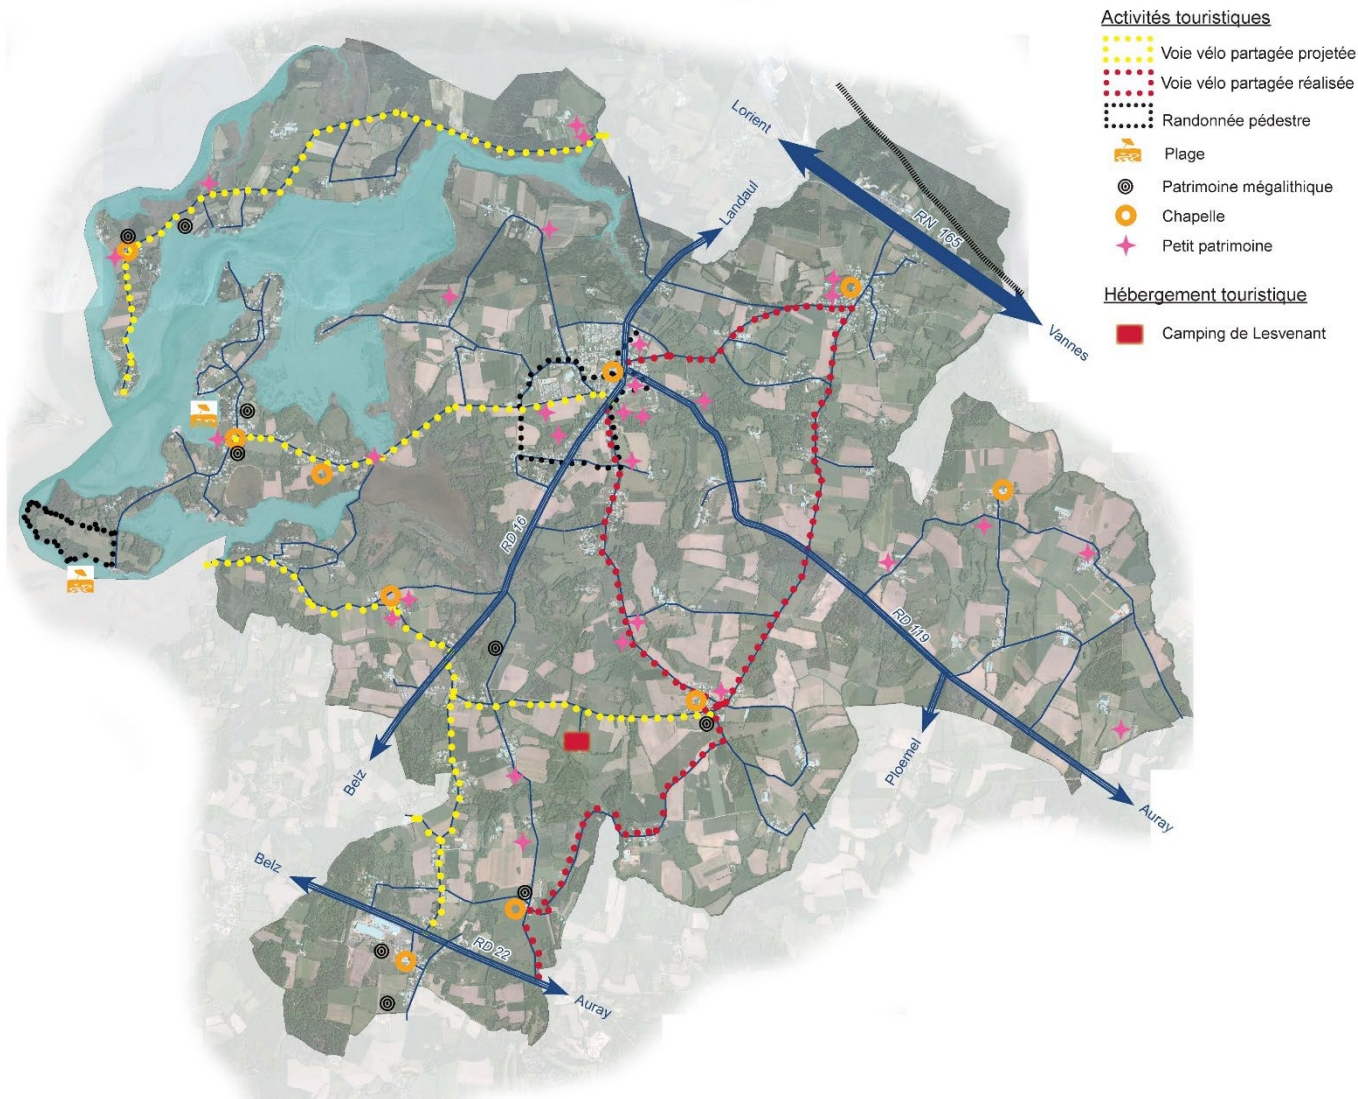 Activités touristiques
Voie vélo partagée projetée
Voie vélo partagée réalisée
Randonnée pédestre
Plage
Patrimoine mégalithique
Chapelle
Petit patrimoine
Hébergement touristique
Camping de Lesvenant
Lorient
Landaul
RN 165
Vannes
RD 16
RD 119
Belz
Ploemel
Auray
Belz
RD 22
Auray